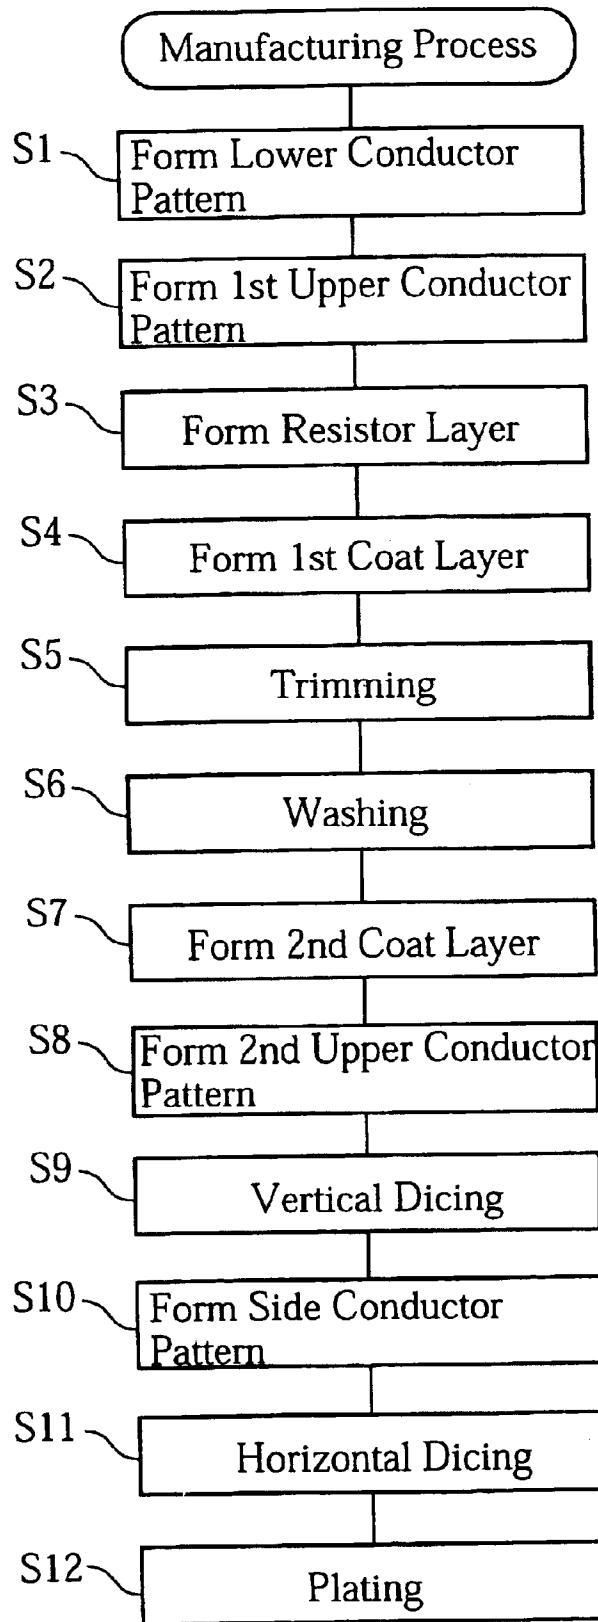 Manufacturing Process
S1
Form Lower Conductor
Pattern
S2
Form 1st Upper Conductor
Pattern
S3
Form Resistor Layer
S4
Form 1st Coat Layer
S5
Trimming
S6
Washing
S7
Form 2nd Coat Layer
S8
Form 2nd Upper Conductor
Pattern
S9
Vertical Dicing
S10
Form Side Conductor
Pattern
S11
Horizontal Dicing
S12
Plating